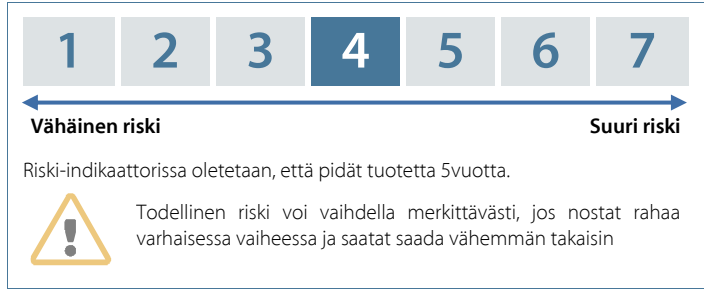 1 2 3 4 5 6 7
Vähäinen riski Suuri riski
Riski-indikaattorissa oletetaan, että pidät tuotetta 5vuotta.
Todellinen riski voi vaihdella merkittävästi, jos nostat rahaa
varhaisessa vaiheessa ja saatat saada vähemmän takaisin